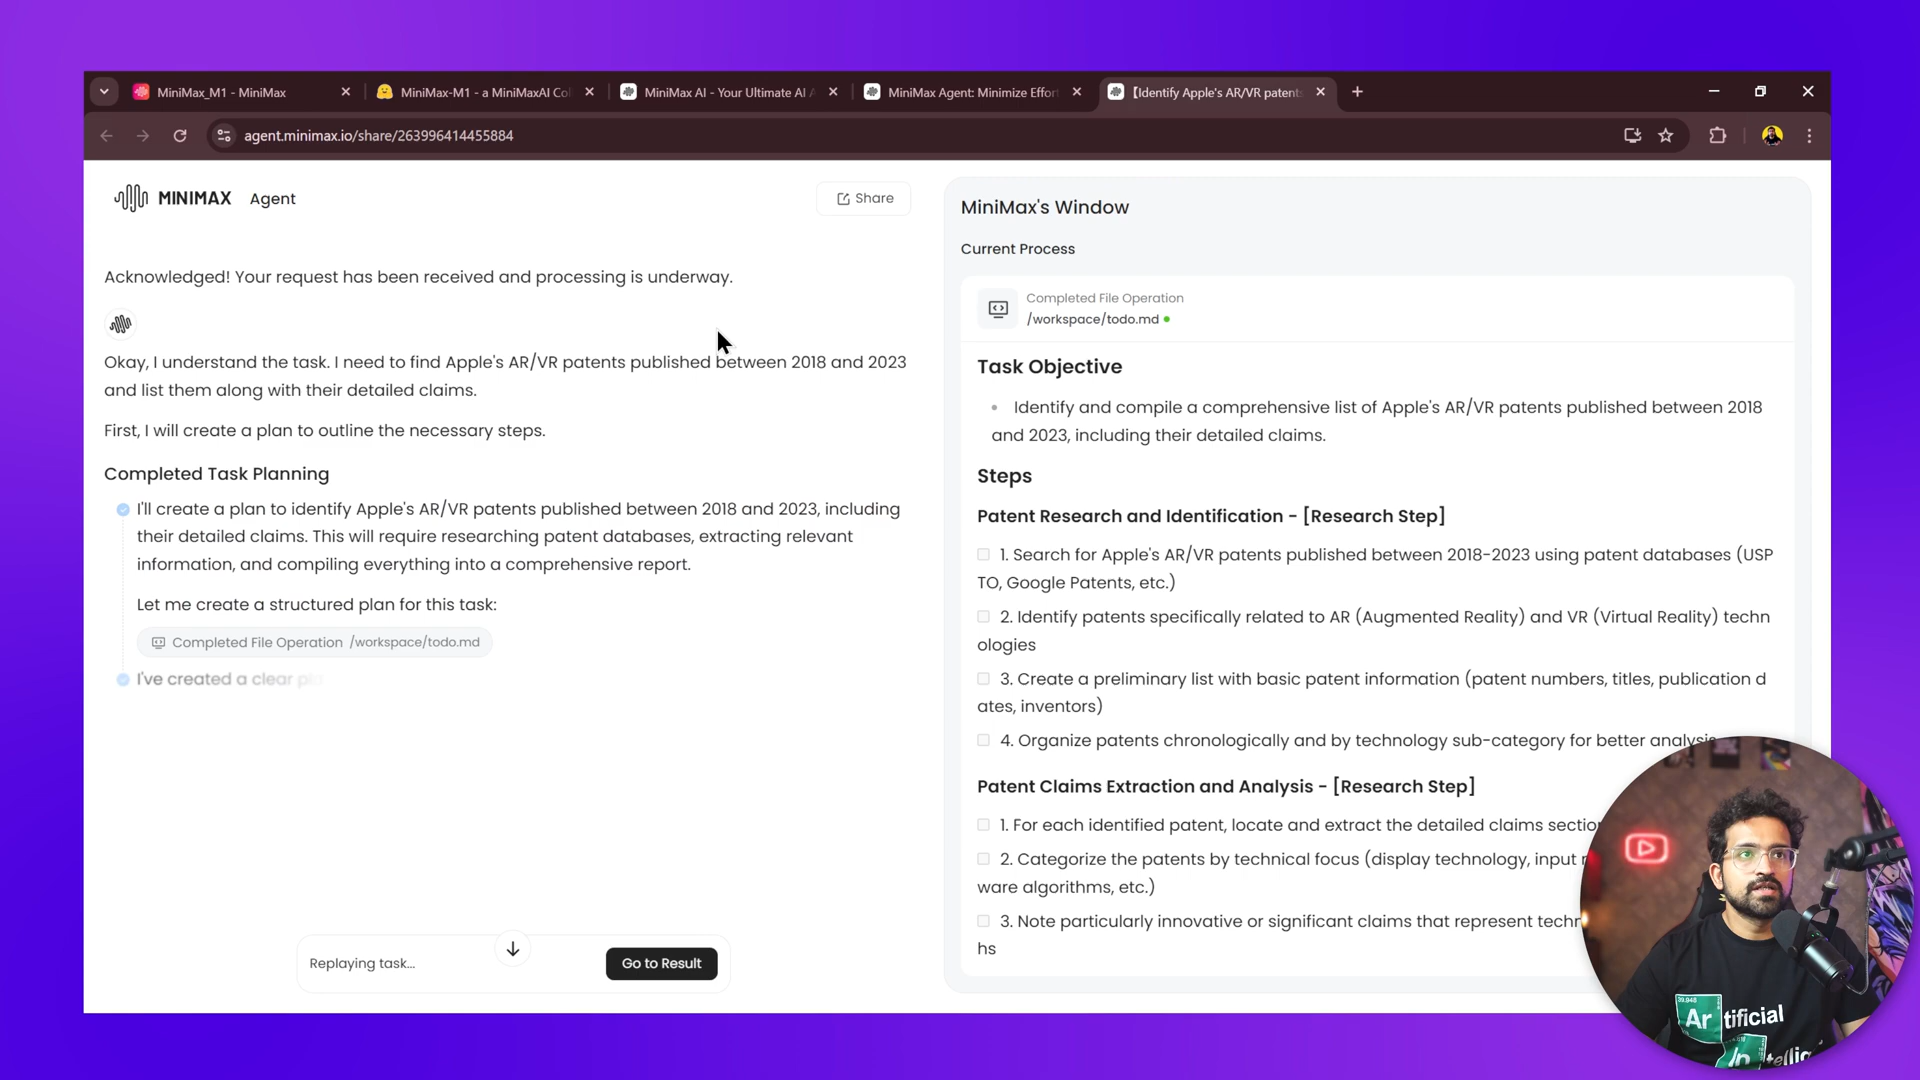 MiniMax_M1 - MiniMax
MiniMax-M1 - a MiniMaxAI Co
MiniMax AI - Your Ultimate AI
MiniMax Agent: Minimize Effor
【Identify Apple's AR/VR patents
agent.minimax.io/share/263996414455884
MINIMAX Agent
Share
Acknowledged! Your request has been received and processing is underway.
Okay, I understand the task. I need to find Apple's AR/VR patents published between 2018 and 2023
and list them along with their detailed claims.
First, I will create a plan to outline the necessary steps.
Completed Task Planning
I'll create a plan to identify Apple's AR/VR patents published between 2018 and 2023, including
their detailed claims. This will require researching patent databases, extracting relevant
information, and compiling everything into a comprehensive report.
Let me create a structured plan for this task:
Completed File Operation /workspace/todo.md
I've created a clear
Replaying task...
Go to Result
MiniMax's Window
Current Process
Completed File Operation
/workspace/todo.md
Task Objective
Identify and compile a comprehensive list of Apple's AR/VR patents published between 2018
and 2023, including their detailed claims.
Steps
Patent Research and Identification - [Research Step]
1. Search for Apple's AR/VR patents published between 2018-2023 using patent databases (USP
TO, Google Patents, etc.)
2. Identify patents specifically related to AR (Augmented Reality) and VR (Virtual Reality) techn
ologies
3. Create a preliminary list with basic patent information (patent numbers, titles, publication d
ates, inventors)
4. Organize patents chronologically and by technology sub-category for better analysis
Patent Claims Extraction and Analysis - [Research Step]
1. For each identified patent, locate and extract the detailed claims sectio
2. Categorize the patents by technical focus (display technology, input
ware algorithms, etc.)
3. Note particularly innovative or significant claims that represent techn
hs
39.948
Artificial
Intellig